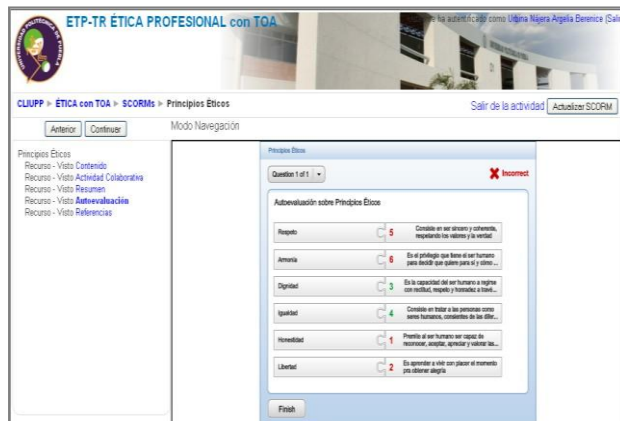 ETP-TR ÉTICA PROFESIONAL con TOA
ha autentificado como Urbina Nájera Argelia Berenice (Sali
CLIUPP ► ÉTICA con TOA ► SCORMs ► Principios Éticos
Salir de la actividad Actualizar SCORM
Anterior Continuar Modo Navegación
Principios Éticos
Recurso - Visto Contenido
Recurso - Visto Actividad Colaborativa
Recurso - Visto Resumen
Recurso - Visto Autoevaluación
Recurso - Visto Referencias
Principios Éticos
Question 1 of 1
Incorrect
Autoevaluación sobre Principios Éticos
Respeto
5
Consiste en ser sincero y coherente,
respetando los valores y la verdad
Armonía
6
Es el privilegio que tiene el ser humano
para decidir que quiere para sí y cómo ...
Dignidad
3
Es la capacidad del ser humano a regirse
con rectitud, respeto y honradez a travé...
Igualdad
4
Consiste en tratar a las personas como
seres humanos, consientes de las difer...
Honestidad
1
Premite al ser humano ser capaz de
reconocer, aceptar, apreciar y valorar las...
Libertad
2
Es aprender a vivir con placer el momento
pra obtener alegría
Finish